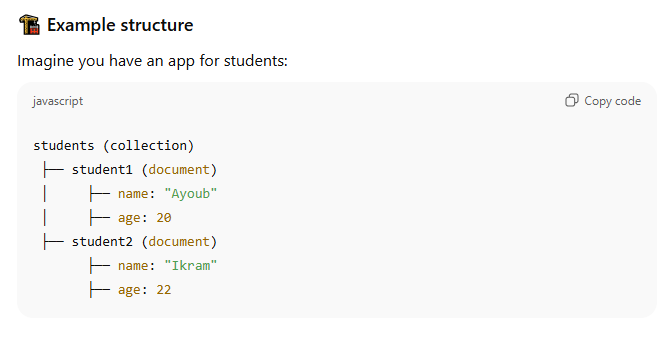 🏗️ Example structure
Imagine you have an app for students:
javascript
Copy code
students (collection)
 ├── student1 (document)
 │     ├── name: "Ayoub"
 │     ├── age: 20
 ├── student2 (document)
       ├── name: "Ikram"
       ├── age: 22